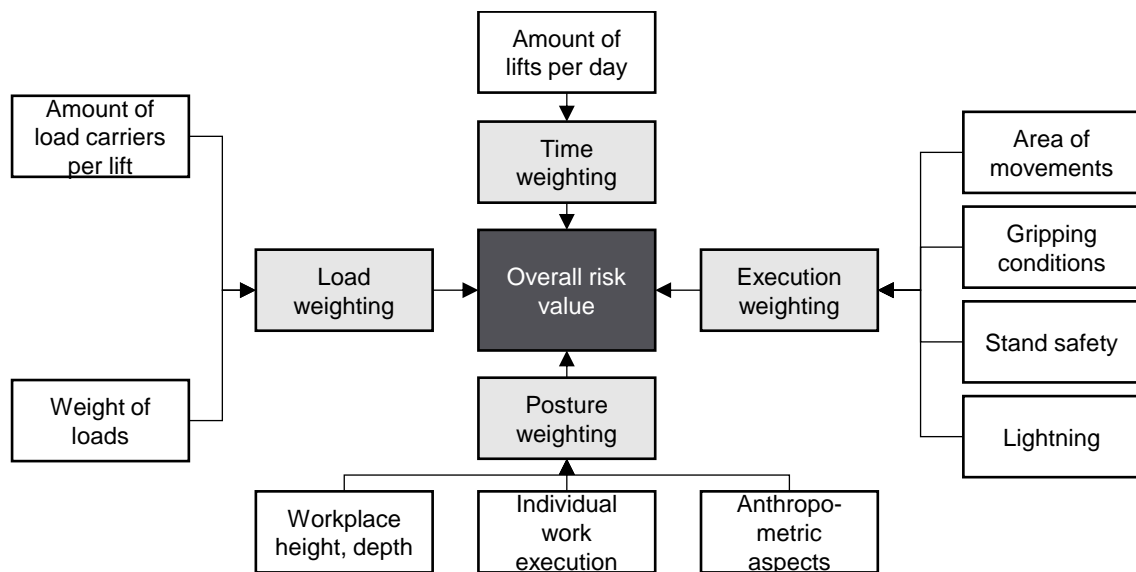 Amount of
lifts per day
Amount of
load carriers
per lift
Time
weighting
Area of
movements
Gripping
conditions
Load
weighting
Overall risk
value
Execution
weighting
Stand safety
Weight of
loads
Posture
weighting
Lightning
Workplace
height, depth
Individual
work
execution
Anthropo-
metric
aspects